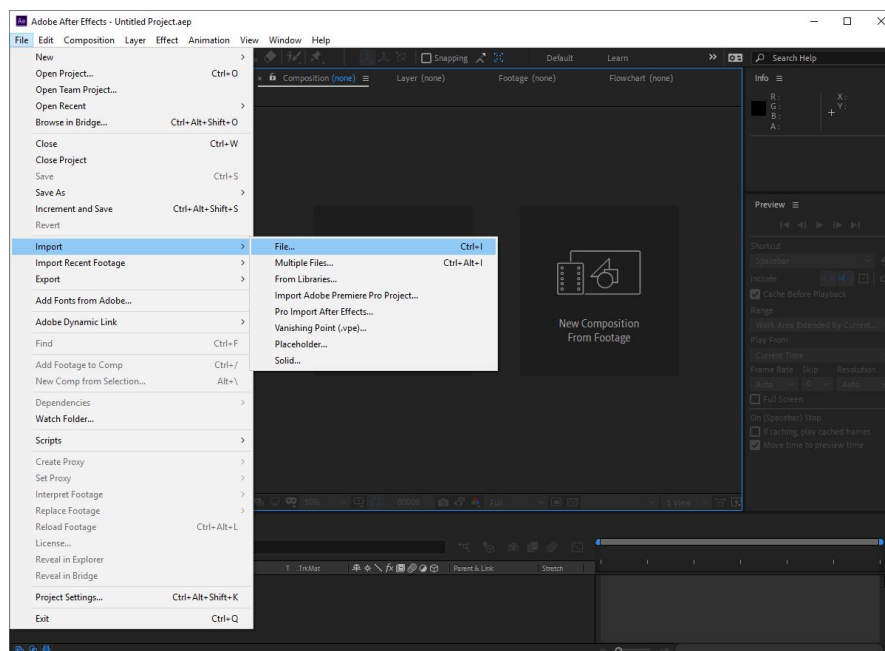 Ae Adobe After Effects - Untitled Project.aep
File Edit Composition Layer Effect Animation View Window Help
New
Open Project... Ctrl+O
Open Team Project...
Open Recent
Browse in Bridge... Ctrl+Alt+Shift+O
Close Ctrl+W
Close Project
Save Ctrl+S
Save As
Increment and Save Ctrl+Alt+Shift+S
Revert
Import
Import Recent Footage
Export
Add Fonts from Adobe...
Adobe Dynamic Link
Find Ctrl+F
Add Footage to Comp Ctrl+/
New Comp from Selection... Alt+\
Dependencies
Watch Folder...
Scripts
Create Proxy
Set Proxy
Interpret Footage
Replace Footage
Reload Footage Ctrl+Alt+L
License...
Reveal in Explorer
Reveal in Bridge
Project Settings... Ctrl+Alt+Shift+K
Exit Ctrl+Q
File... Ctrl+I
Multiple Files... Ctrl+Alt+I
From Libraries...
Import Adobe Premiere Pro Project...
Pro Import After Effects...
Vanishing Point (.vpe)...
Placeholder...
Solid...
Snapping Default Learn Search Help
Composition (none) Layer (none) Footage (none) Flowchart (none)
New Composition
From Footage
50% 00000 Full 1 View
T .TrkMat Parent & Link Stretch
Info
R : X :
G : Y :
B :
A :
Preview
Shortcut
Spacebar
Include
Cache Before Playback
Range
Work Area Extended By Current...
Play From
Current Time
Frame Rate Skip Resolution
Auto 0 Auto
Full Screen
On (Spacebar) Stop
If caching, play cached frames
Move time to preview time